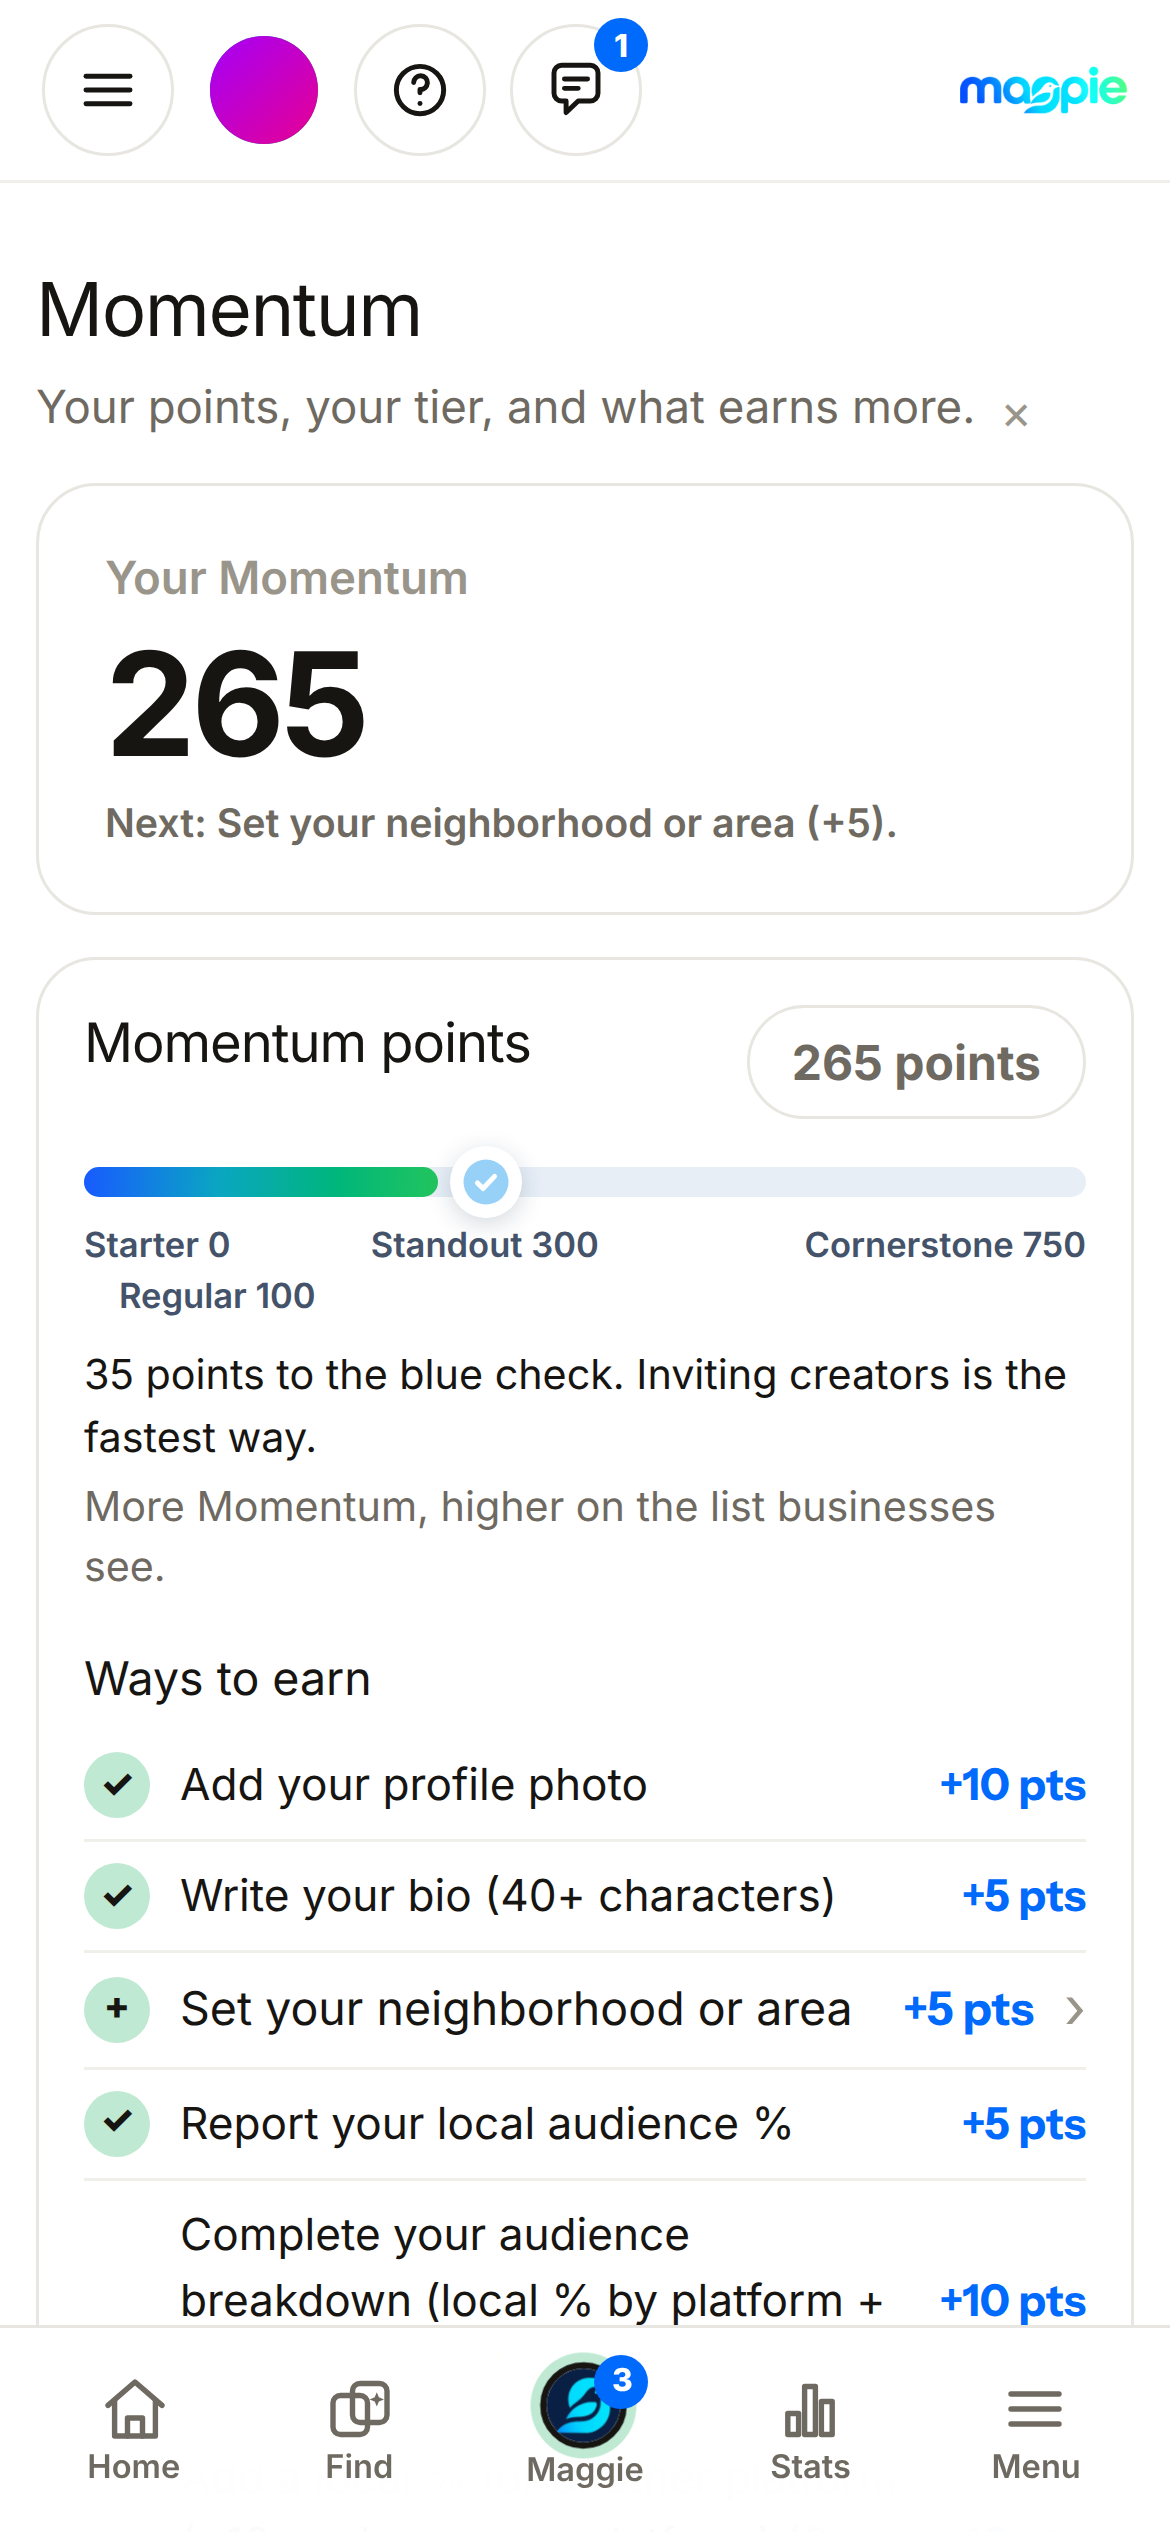 1
magpie
Momentum
Your points, your tier, and what earns more. ×
Your Momentum
265
Next: Set your neighborhood or area (+5).
Momentum points
265 points
Starter 0
Standout 300
Cornerstone 750
Regular 100
35 points to the blue check. Inviting creators is the
fastest way.
More Momentum, higher on the list businesses
see.
Ways to earn
Add your profile photo +10 pts
Write your bio (40+ characters) +5 pts
+ Set your neighborhood or area +5 pts ›
Report your local audience % +5 pts
Complete your audience
breakdown (local % by platform + +10 pts
3
Home
Find
Maggie
Stats
Menu